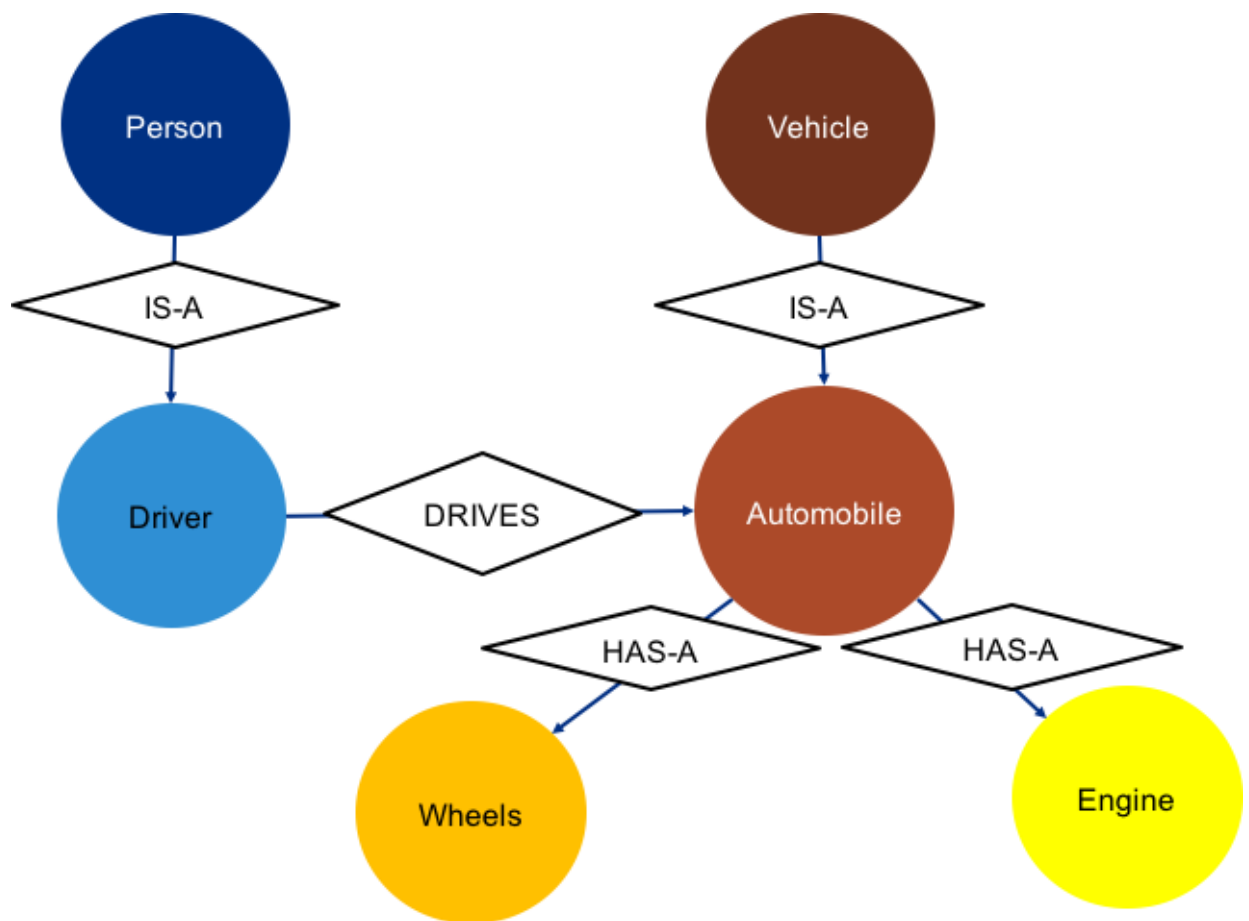 Person
Vehicle
IS-A
IS-A
Driver
DRIVES
Automobile
HAS-A
HAS-A
Wheels
Engine